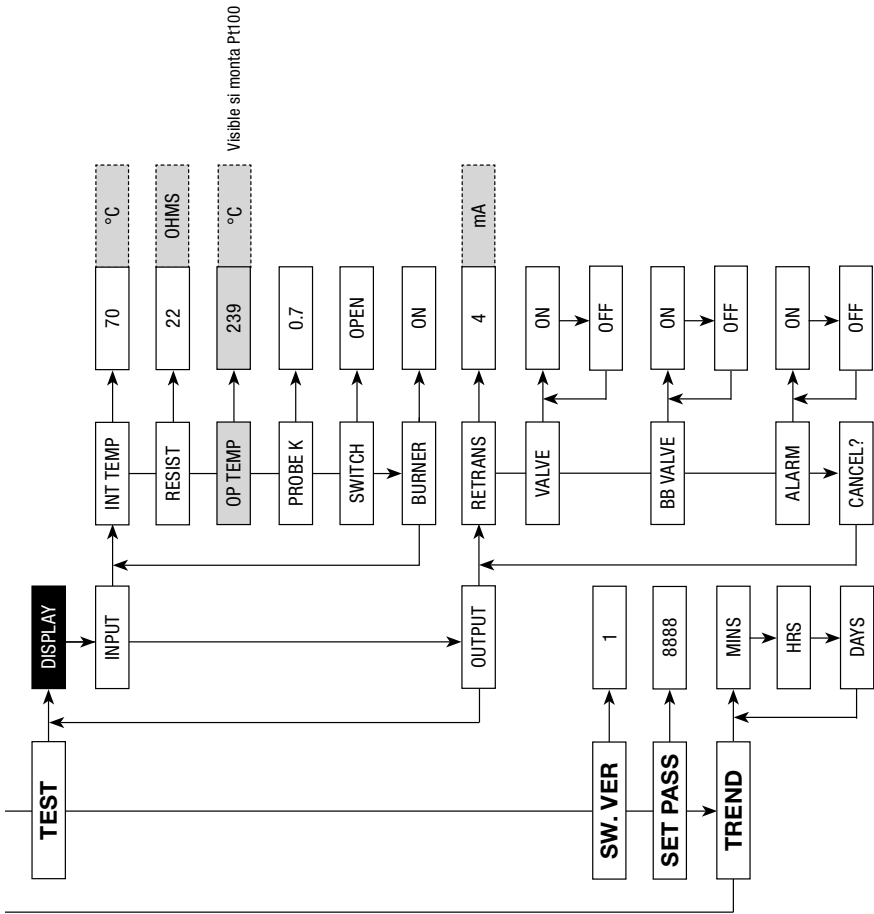 TEST
DISPLAY
INPUT
INT TEMP
70
°C
RESIST
22
OHMS
OP TEMP
239
°C
Visible si monta Pt100
PROBE K
0.7
SWITCH
OPEN
BURNER
ON
OUTPUT
RETRANS
4
mA
VALVE
ON
OFF
BB VALVE
ON
OFF
ALARM
ON
OFF
CANCEL?
SW. VER
1
SET PASS
8888
TREND
MINS
HRS
DAYS